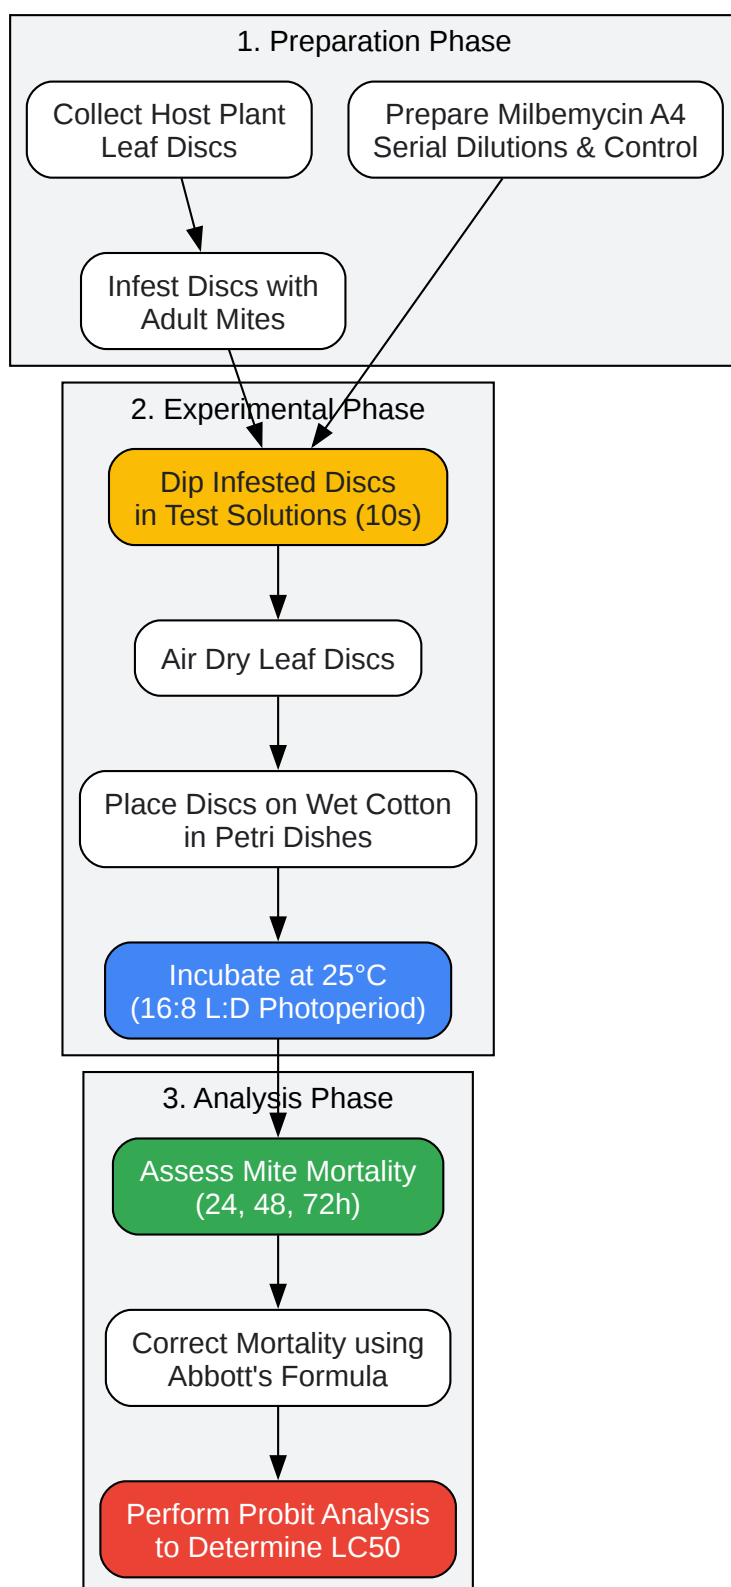 1. Preparation Phase
Collect Host Plant
Leaf Discs
Prepare Milbemycin A4
Serial Dilutions & Control
Infest Discs with
Adult Mites
2. Experimental Phase
Dip Infested Discs
in Test Solutions (10s)
Air Dry Leaf Discs
Place Discs on Wet Cotton
in Petri Dishes
Incubate at 25°C
(16:8 L:D Photoperiod)
3. Analysis Phase
Assess Mite Mortality
(24, 48, 72h)
Correct Mortality using
Abbott's Formula
Perform Probit Analysis
to Determine LC50